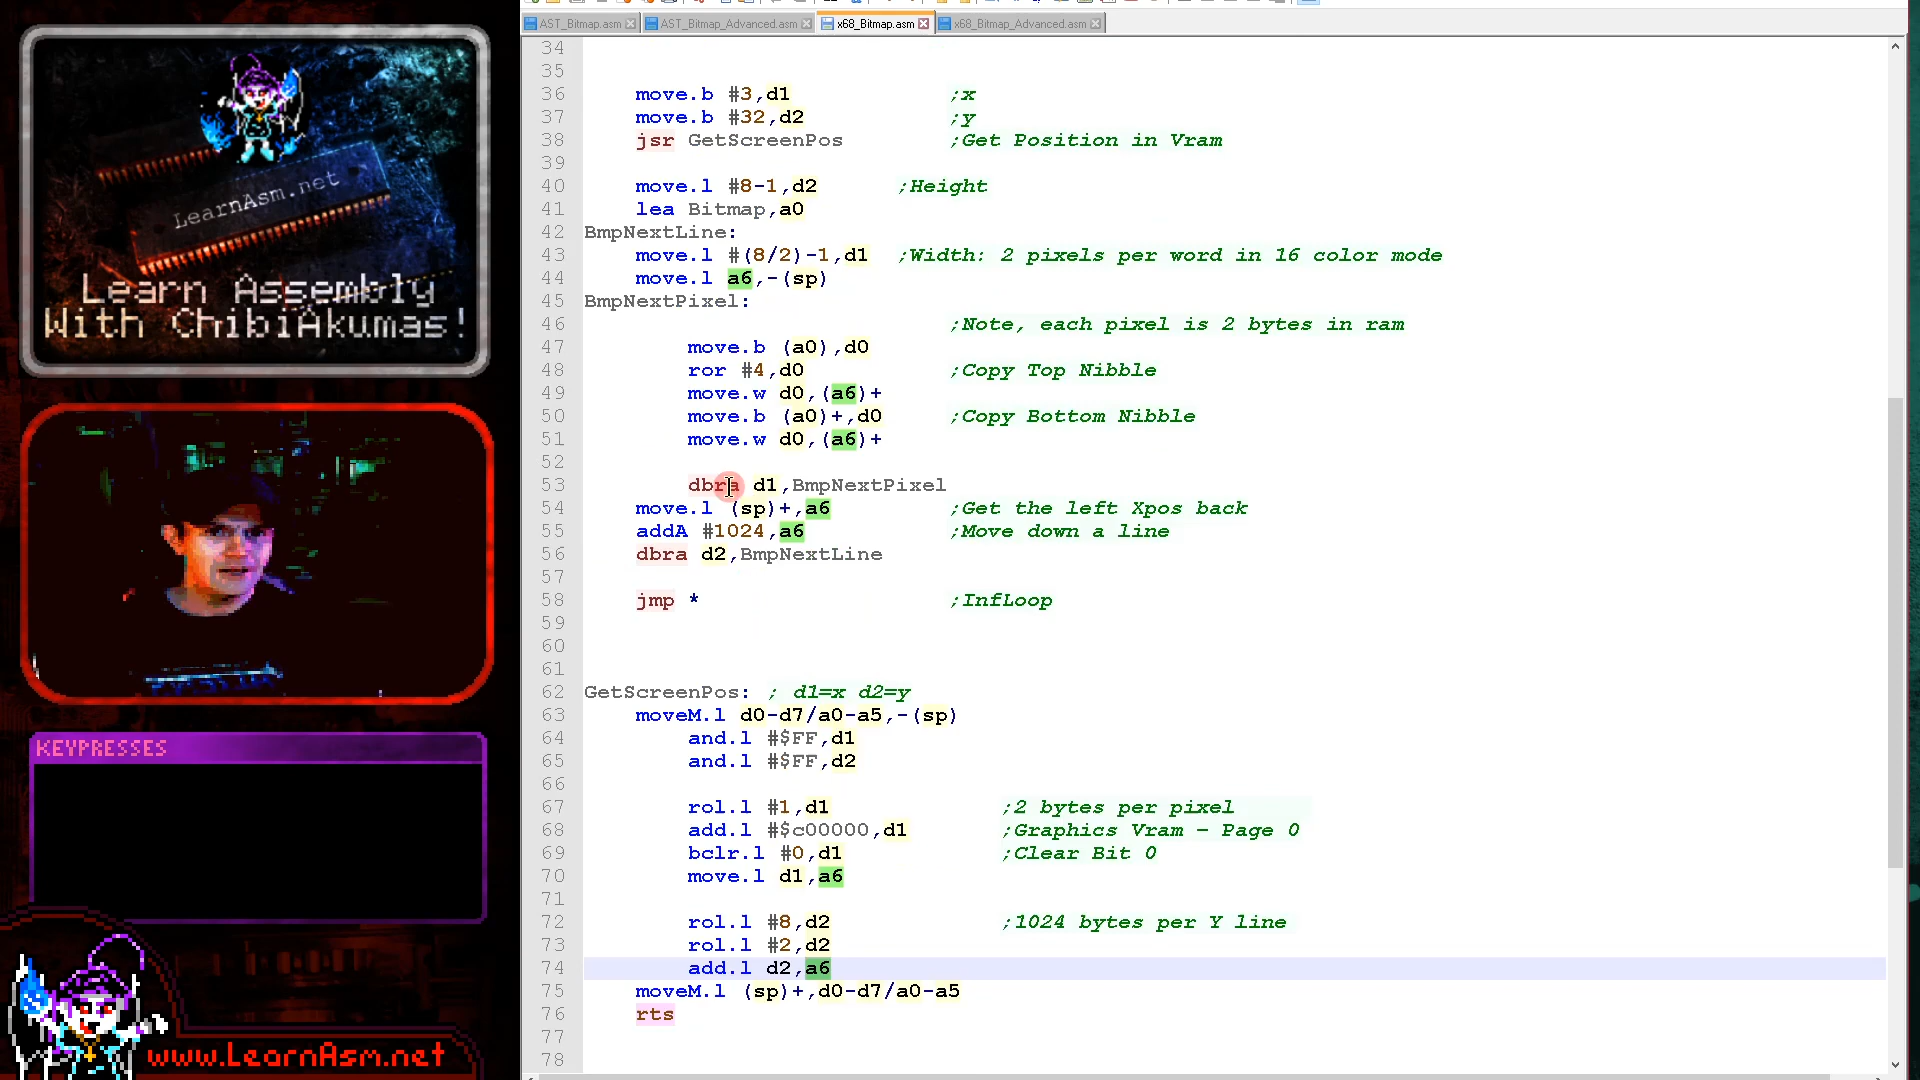 AST_Bitmap.asm AST_Bitmap_Advanced.asm x68_Bitmap.asm x68_Bitmap_Advanced.asm
34
35
36 move.b #3,d1 ;x
37 move.b #32,d2 ;y
38 jsr GetScreenPos ;Get Position in Vram
39
40 move.l #8-1,d2 ;Height
41 lea Bitmap,a0
42 BmpNextLine:
43 move.l #(8/2)-1,d1 ;Width: 2 pixels per word in 16 color mode
44 move.l a6,-(sp)
45 BmpNextPixel:
46 ;Note, each pixel is 2 bytes in ram
47 move.b (a0),d0
48 ror #4,d0 ;Copy Top Nibble
49 move.w d0,(a6)+
50 move.b (a0)+,d0 ;Copy Bottom Nibble
51 move.w d0,(a6)+
52
53 dbra d1,BmpNextPixel
54 move.l (sp)+,a6 ;Get the left Xpos back
55 addA #1024,a6 ;Move down a line
56 dbra d2,BmpNextLine
57
58 jmp * ;InfLoop
59
60
61
62 GetScreenPos: ; d1=x d2=y
63 moveM.l d0-d7/a0-a5,-(sp)
64 and.l #$FF,d1
65 and.l #$FF,d2
66
67 rol.l #1,d1 ;2 bytes per pixel
68 add.l #$c00000,d1 ;Graphics Vram – Page 0
69 bclr.l #0,d1 ;Clear Bit 0
70 move.l d1,a6
71
72 rol.l #8,d2 ;1024 bytes per Y line
73 rol.l #2,d2
74 add.l d2,a6
75 moveM.l (sp)+,d0-d7/a0-a5
76 rts
77
78
LearnAsm.net
Learn Assembly
With ChibiAkumas!
KEYPRESSES
www.LearnAsm.net